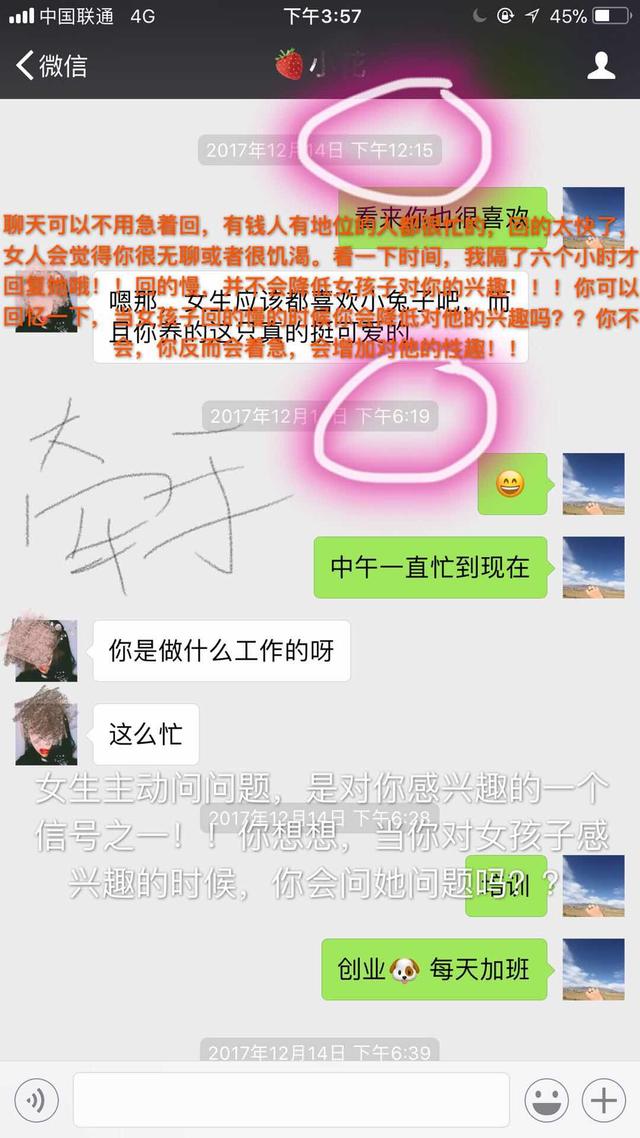 中国联通 4G
下午3:57
45%
微信
2017年12月14日 下午12:15
看来你也很喜欢
聊天可以不用急着回，有钱人有地位的人都很忙的，回的太快了，
女人会觉得你很无聊或者很饥渴。看一下时间，我隔了六个小时才
回复她哦！！回的慢，并不会降低女孩子对你的兴趣！！！你可以
回忆一下，当女孩子回的慢的时候你会降低对他的兴趣吗？？你不
会，你反而会着急，会增加对他的性趣！！
嗯那，女生应该都喜欢小兔子吧，而
且你养的这只真的挺可爱的
2017年12月14日 下午6:19
中午一直忙到现在
你是做什么工作的呀
这么忙
女生主动问问题，是对你感兴趣的一个
信号之一！！你想想，当你对女孩子感
兴趣的时候，你会问她问题吗？？
2017年12月14日 下午6:28
培训
创业🐶 每天加班
2017年12月14日 下午6:39